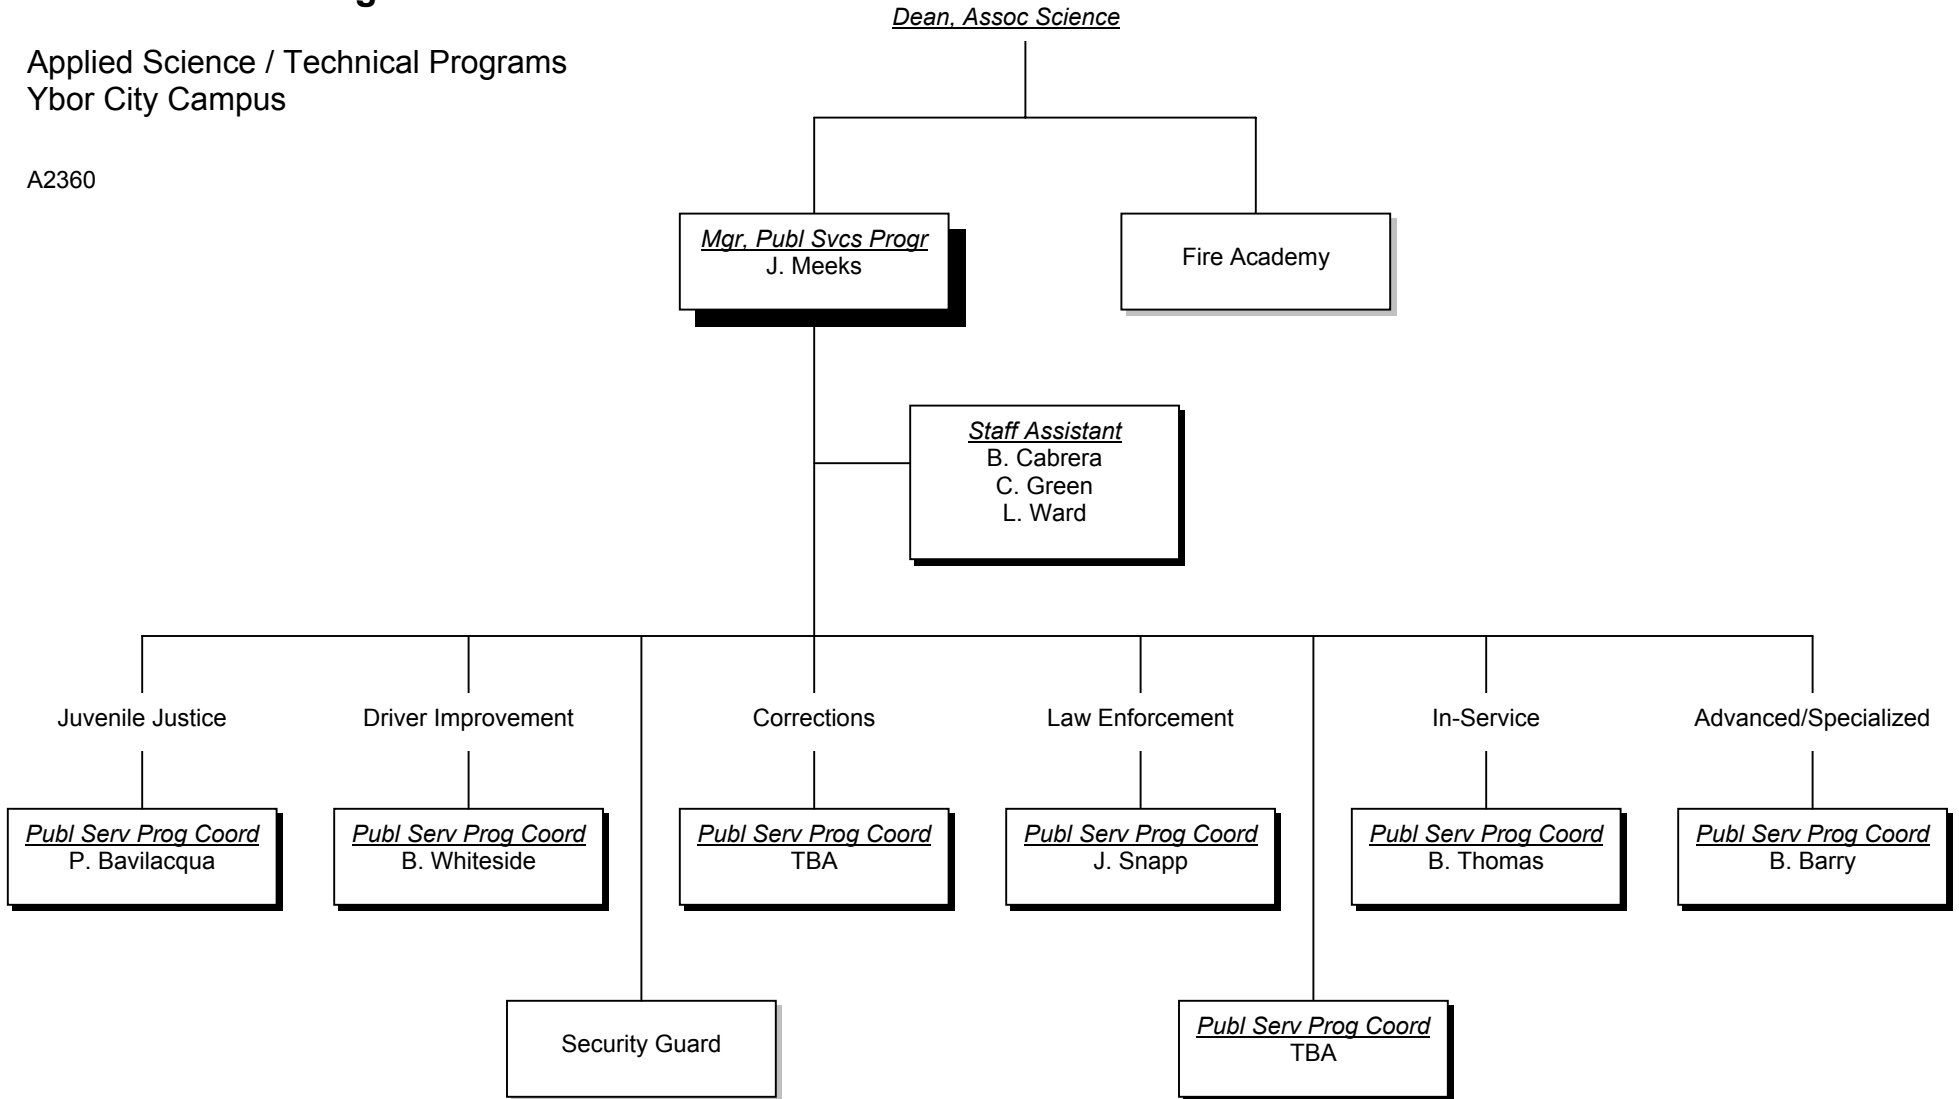 Dean, Assoc Science
Applied Science / Technical Programs
Ybor City Campus
A2360
Mgr, Publ Svcs Progr
J. Meeks
Fire Academy
Staff Assistant
B. Cabrera
C. Green
L. Ward
Juvenile Justice
Driver Improvement
Corrections
Law Enforcement
In-Service
Advanced/Specialized
Publ Serv Prog Coord
P. Bavilacqua
Publ Serv Prog Coord
B. Whiteside
Publ Serv Prog Coord
TBA
Publ Serv Prog Coord
J. Snapp
Publ Serv Prog Coord
B. Thomas
Publ Serv Prog Coord
B. Barry
Security Guard
Publ Serv Prog Coord
TBA